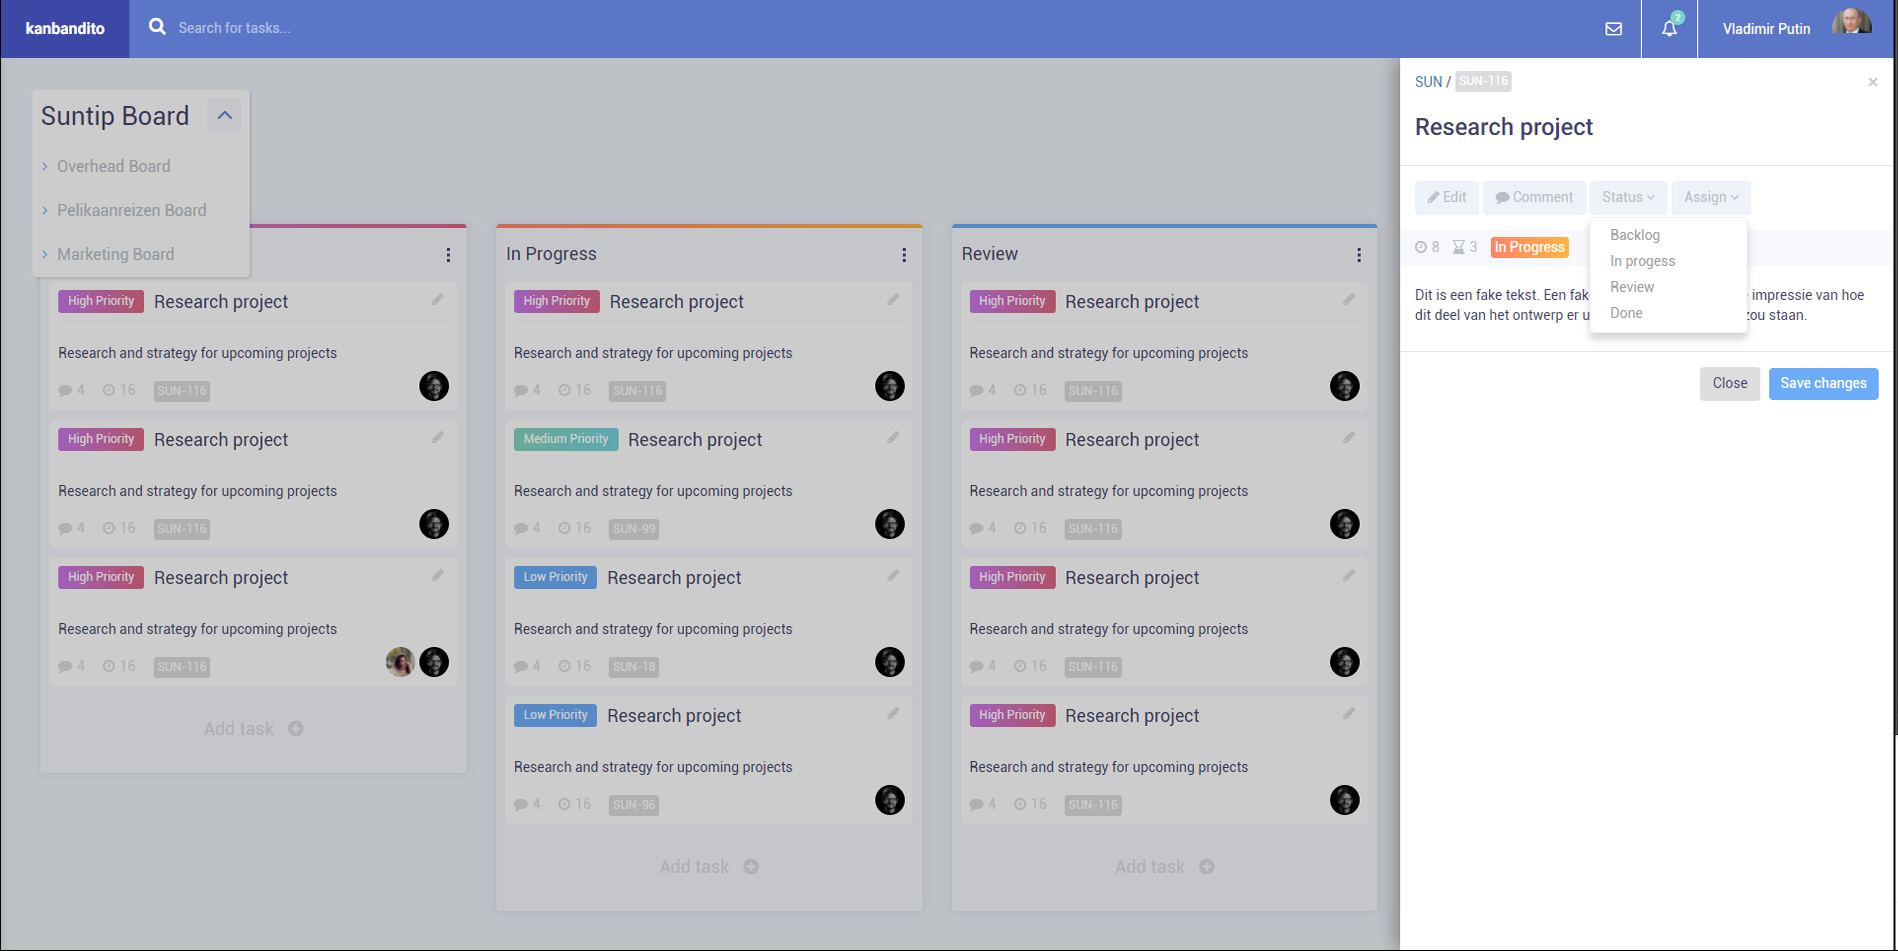 kanbandito
Search for tasks...
2
Vladimir Putin
Suntip Board
Overhead Board
Pelikaanreizen Board
Marketing Board
High Priority Research project
Research and strategy for upcoming projects
4 16 SUN-116
High Priority Research project
Research and strategy for upcoming projects
4 16 SUN-116
High Priority Research project
Research and strategy for upcoming projects
4 16 SUN-116
Add task
In Progress
High Priority Research project
Research and strategy for upcoming projects
4 16 SUN-116
Medium Priority Research project
Research and strategy for upcoming projects
4 16 SUN-99
Low Priority Research project
Research and strategy for upcoming projects
4 16 SUN-18
Low Priority Research project
Research and strategy for upcoming projects
4 16 SUN-96
Add task
Review
High Priority Research project
Research and strategy for upcoming projects
4 16 SUN-116
High Priority Research project
Research and strategy for upcoming projects
4 16 SUN-116
High Priority Research project
Research and strategy for upcoming projects
4 16 SUN-116
High Priority Research project
Research and strategy for upcoming projects
4 16 SUN-116
Add task
SUN / SUN-116
×
Research project
Edit Comment Status Assign
8 3 In Progress
Backlog
In progess
Review
Done
Dit is een fake tekst. Een impressie van hoe
dit deel van het ontwerp er zou staan.
Close Save changes